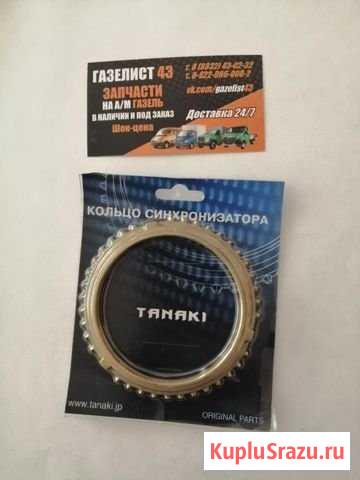 ГАЗЕЛИСТ 43
ЗАПЧАСТИ
НА А/М ГАЗЕЛЬ
В НАЛИЧИИ И ПОД ЗАКАЗ
Шок-цена
vk.com/gazelist43
Доставка 24/7
КОЛЬЦО СИНХРОНИЗАТОРА
TANAKI
www.tanaki.jp
ORIGINAL PARTS
KupluSrazu.ru